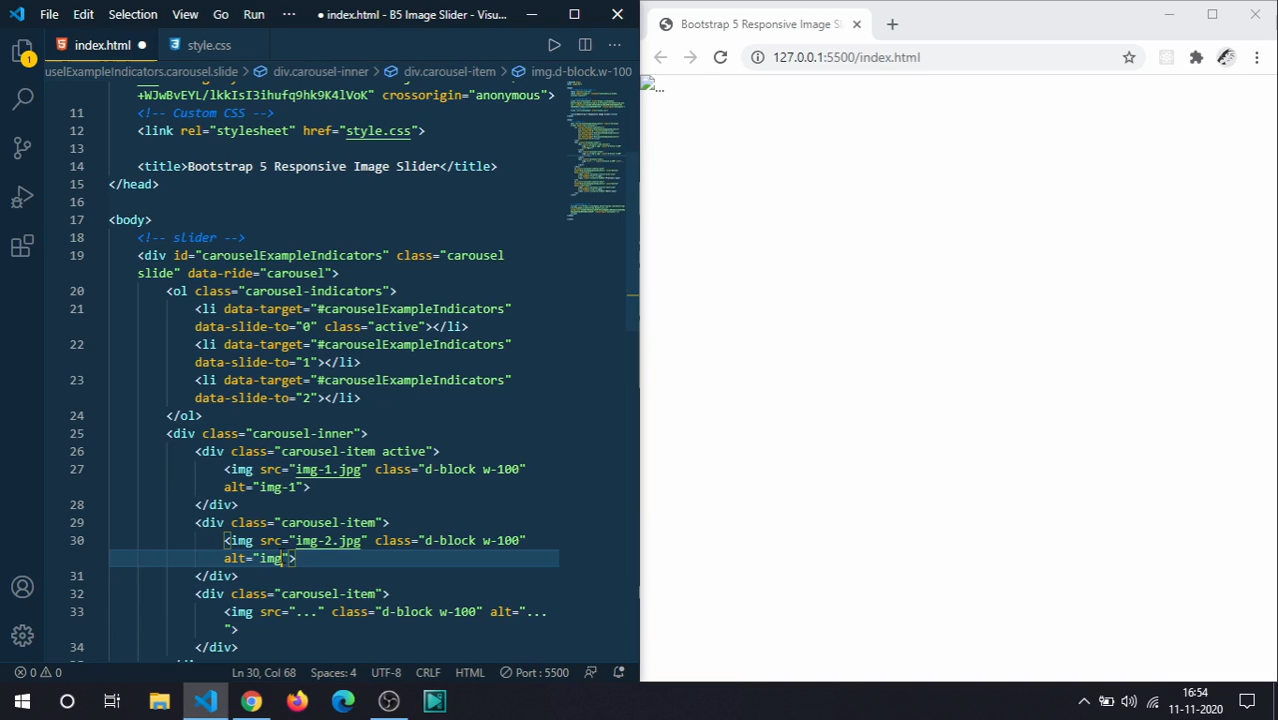 File Edit Selection View Go Run ··· ● index.html - B5 Image Slider - Visu...
index.html ● style.css
uselExampleIndicators.carousel.slide > div.carousel-inner > div.carousel-item > img.d-block.w-100
1
+WJwBvEYL/lkkIsI3ihufq9hk9K4lVoK" crossorigin="anonymous">
11 <!-- Custom CSS -->
12 <link rel="stylesheet" href="style.css">
13
14 <title>Bootstrap 5 Responsive Image Slider</title>
15 </head>
16
17 <body>
18 <!-- slider -->
19 <div id="carouselExampleIndicators" class="carousel
slide" data-ride="carousel">
20 <ol class="carousel-indicators">
21 <li data-target="#carouselExampleIndicators"
data-slide-to="0" class="active"></li>
22 <li data-target="#carouselExampleIndicators"
data-slide-to="1"></li>
23 <li data-target="#carouselExampleIndicators"
data-slide-to="2"></li>
24 </ol>
25 <div class="carousel-inner">
26 <div class="carousel-item active">
27 <img src="img-1.jpg" class="d-block w-100"
alt="img-1">
28 </div>
29 <div class="carousel-item">
30 <img src="img-2.jpg" class="d-block w-100"
alt="img">
31 </div>
32 <div class="carousel-item">
33 <img src="..." class="d-block w-100" alt="...
">
34 </div>
0 0 Ln 30, Col 68 Spaces: 4 UTF-8 CRLF HTML Port : 5500
Bootstrap 5 Responsive Image Sl
127.0.0.1:5500/index.html
...
16:54
11-11-2020